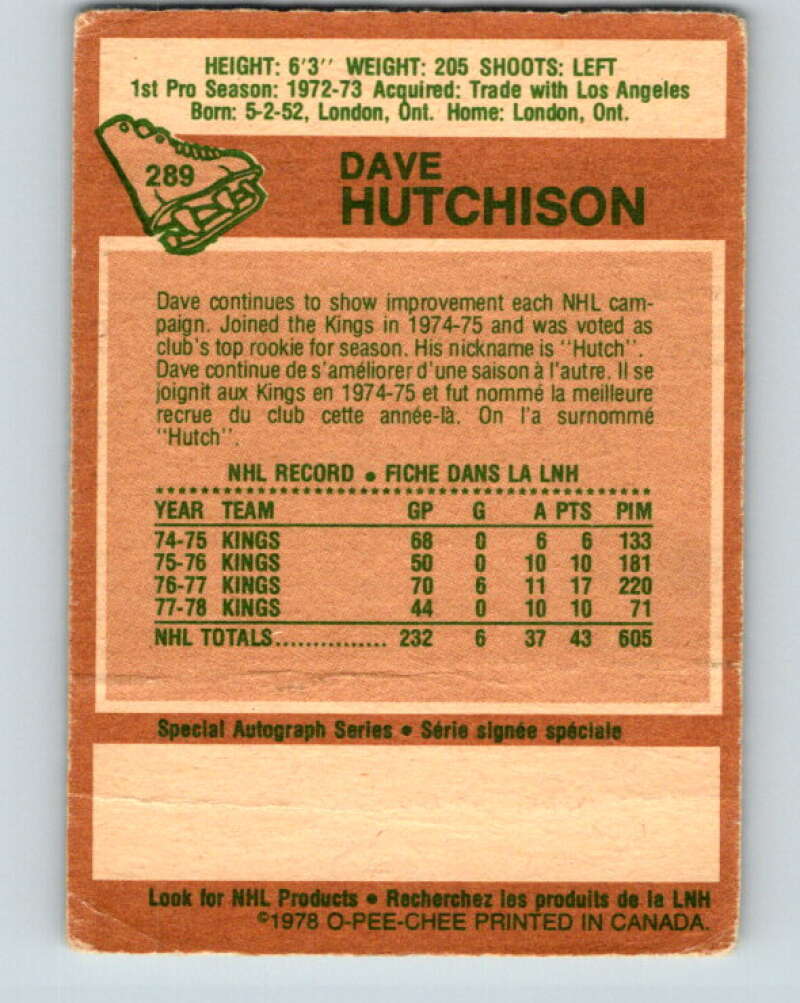 HEIGHT: 6'3'' WEIGHT: 205 SHOOTS: LEFT
1st Pro Season: 1972-73 Acquired: Trade with Los Angeles
Born: 5-2-52, London, Ont. Home: London, Ont.
289
DAVE
HUTCHISON
Dave continues to show improvement each NHL cam-
paign. Joined the Kings in 1974-75 and was voted as
club's top rookie for season. His nickname is ''Hutch''.
Dave continue de s'améliorer d'une saison à l'autre. Il se
joignit aux Kings en 1974-75 et fut nommé la meilleure
recrue du club cette année-là. On l'a surnommé
''Hutch''.
NHL RECORD • FICHE DANS LA LNH
YEAR TEAM GP G A PTS PIM
74-75 KINGS 68 0 6 6 133
75-76 KINGS 50 0 10 10 181
76-77 KINGS 70 6 11 17 220
77-78 KINGS 44 0 10 10 71
NHL TOTALS............... 232 6 37 43 605
Special Autograph Series • Série signée spéciale
Look for NHL Products • Recherchez les produits de la LNH
©1978 O-PEE-CHEE PRINTED IN CANADA.